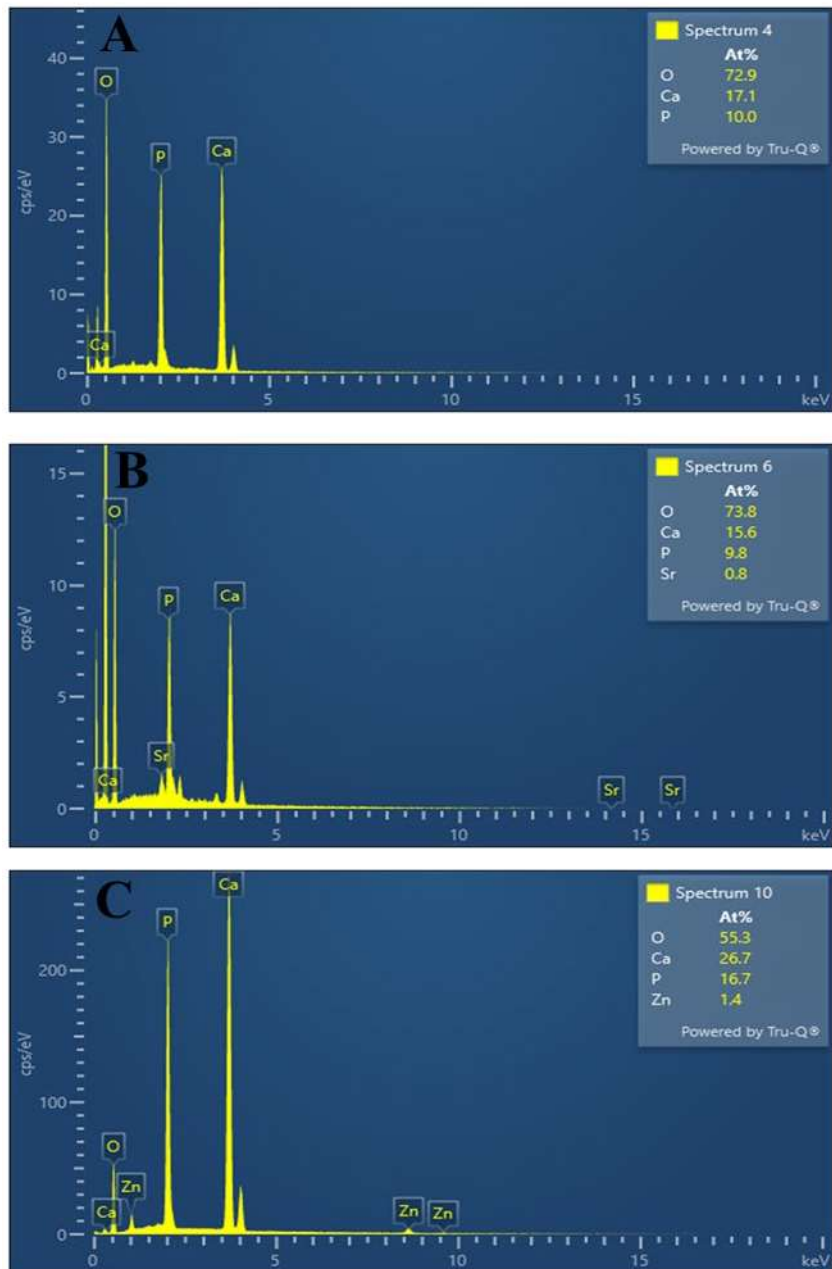 A
Spectrum 4
At%
O 72.9
Ca 17.1
P 10.0
Powered by Tru-Q®
cps/eV
40
30
20
10
0
O
P
Ca
Ca
0 5 10 15 keV
B
Spectrum 6
At%
O 73.8
Ca 15.6
P 9.8
Sr 0.8
Powered by Tru-Q®
cps/eV
15
10
5
0
O
P
Ca
Sr
Ca
Sr
Sr
0 5 10 15 keV
C
Spectrum 10
At%
O 55.3
Ca 26.7
P 16.7
Zn 1.4
Powered by Tru-Q®
cps/eV
200
100
0
Ca
P
O
Zn
Ca
Zn
Zn
0 5 10 15 keV